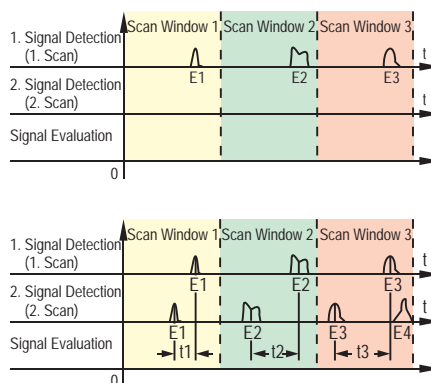 Scan Window 1 Scan Window 2 Scan Window 3
1. Signal Detection
(1. Scan)
t
E1 E2 E3
2. Signal Detection
(2. Scan)
t
Signal Evaluation
0
Scan Window 1 Scan Window 2 Scan Window 3
1. Signal Detection
(1. Scan)
t
E1 E2 E3
2. Signal Detection
(2. Scan)
t
E1 E2 E3 E4
Signal Evaluation
t1 t2 t3
0